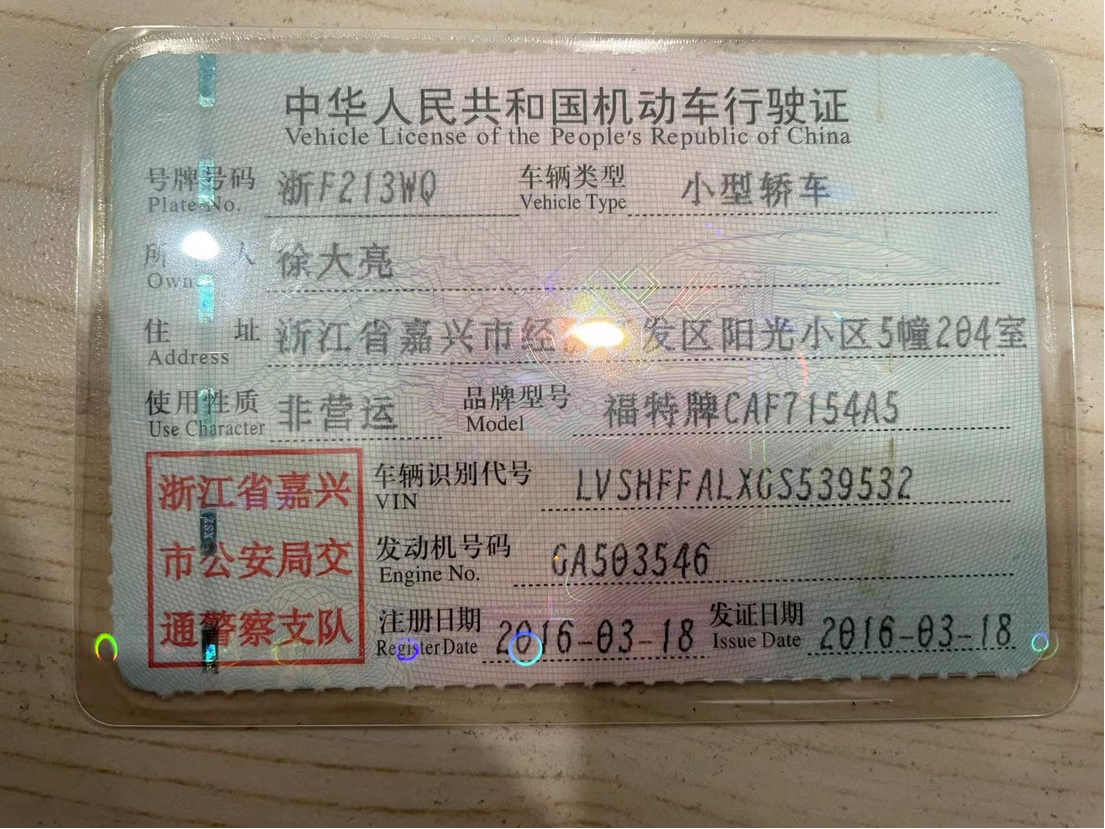 中华人民共和国机动车行驶证
Vehicle License of the People's Republic of China
号牌号码 浙F213WQ 车辆类型 小型轿车
Plate No. Vehicle Type
所 人 徐大亮
Own
住 址 浙江省嘉兴市经 发区阳光小区5幢204室
Address
使用性质 非营运 品牌型号 福特牌CAF7154A5
Use Character Model
浙江省嘉兴
市公安局交
通警察支队
车辆识别代号 LVSHFFALXGS539532
VIN
发动机号码 GA503546
Engine No.
注册日期 2016-03-18 发证日期 2016-03-18
Register Date Issue Date